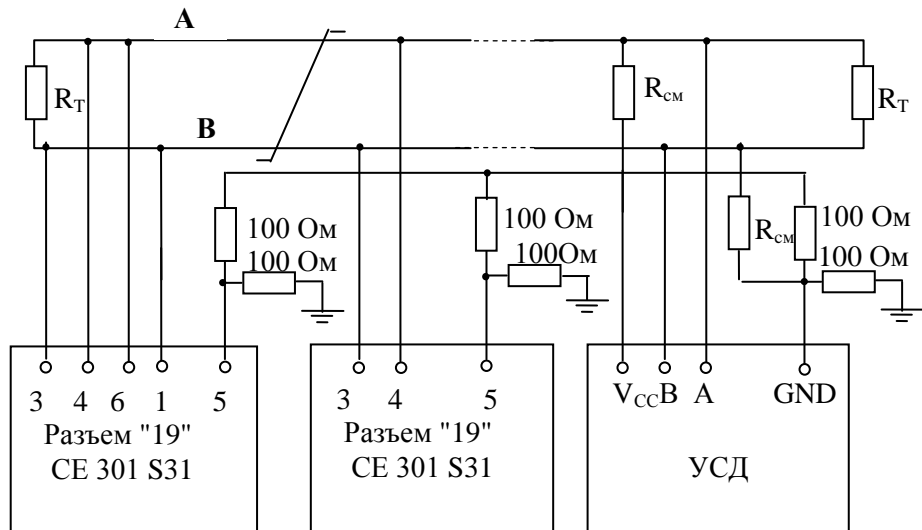 A
R_T
R_см
R_T
B
100 Ом
100 Ом
100 Ом
100Ом
R_см
100 Ом
100 Ом
3 4 6 1 5
3 4 5
V_CC B A GND
Разъем "19"
CE 301 S31
Разъем "19"
CE 301 S31
УСД